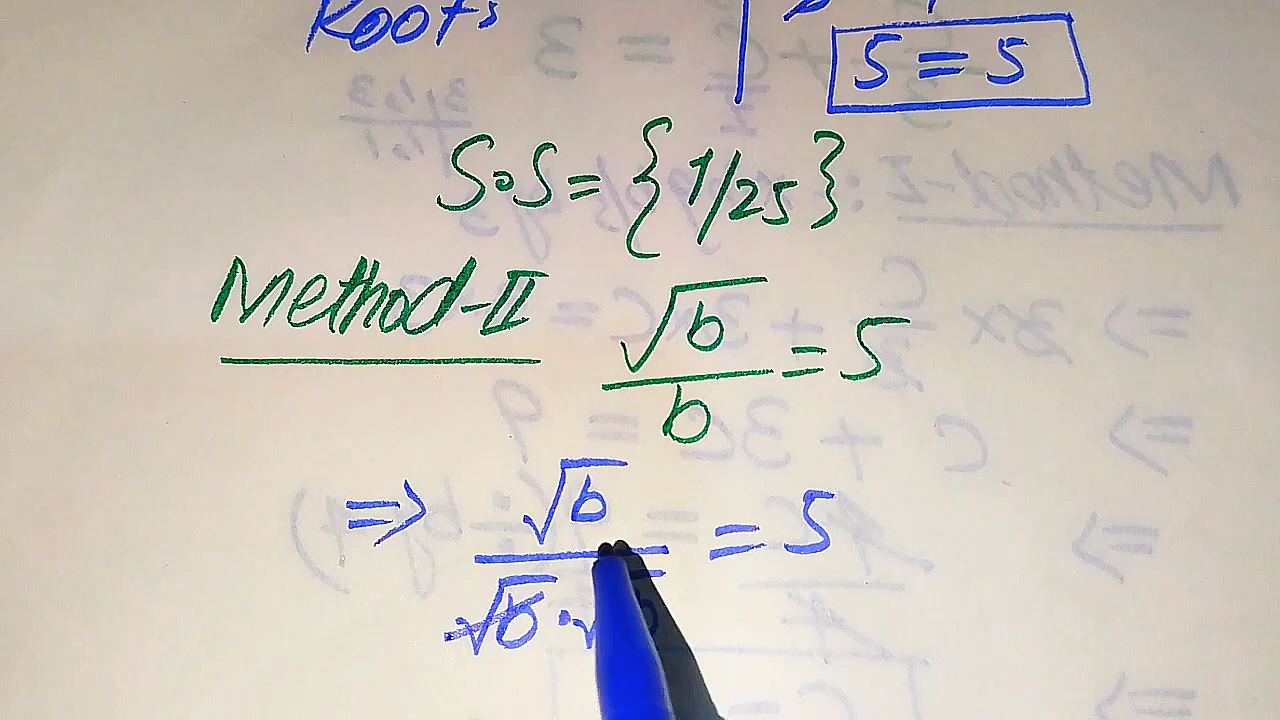 Roots
5 = 5
S.S = {1/25}
Method-II √b/b = 5
=> √b/√b·√b = 5